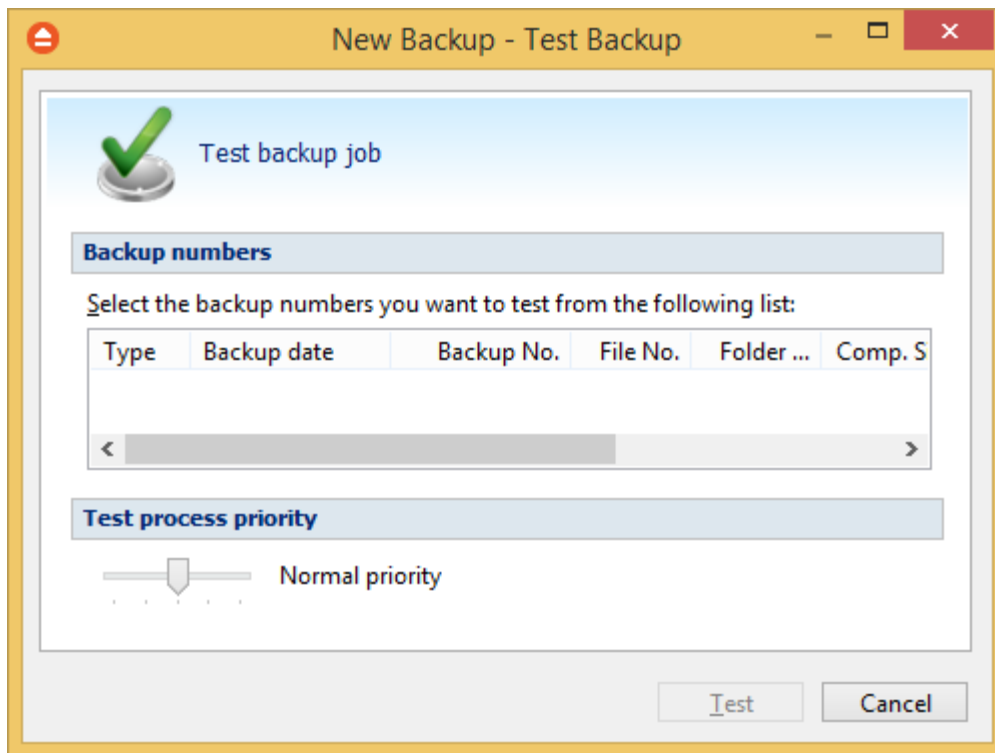 New Backup - Test Backup
Test backup job
Backup numbers
Select the backup numbers you want to test from the following list:
Type Backup date Backup No. File No. Folder ... Comp. S
Test process priority
Normal priority
Test Cancel